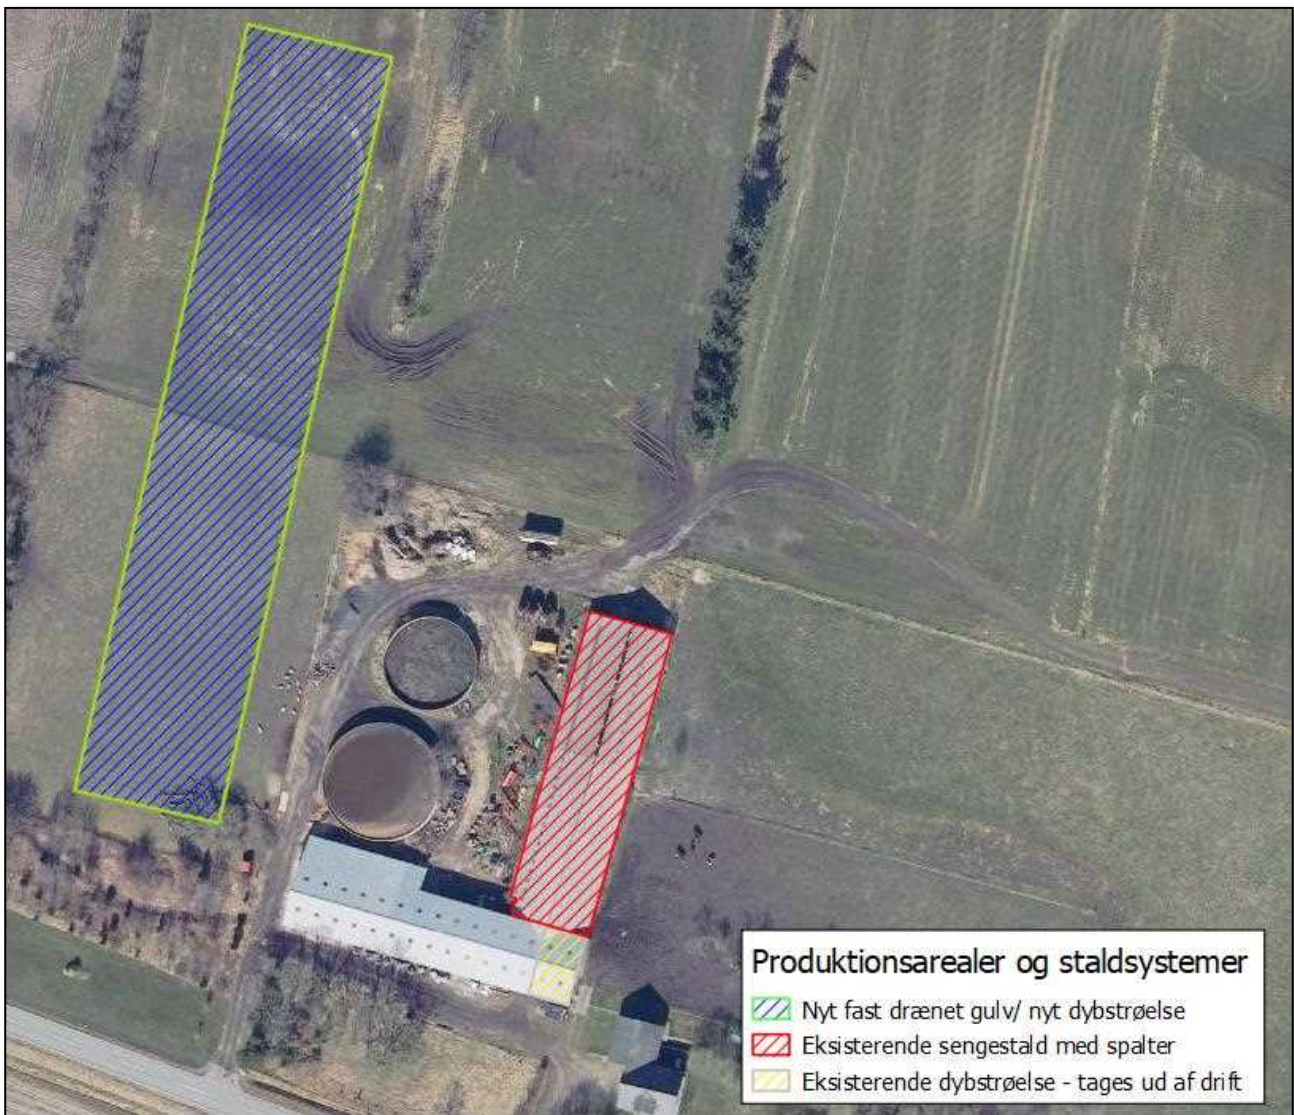 Produktionsarealer og staldsystemer
Nyt fast drænet gulv/ nyt dybstrøelse
Eksisterende sengestald med spalter
Eksisterende dybstrøelse - tages ud af drift